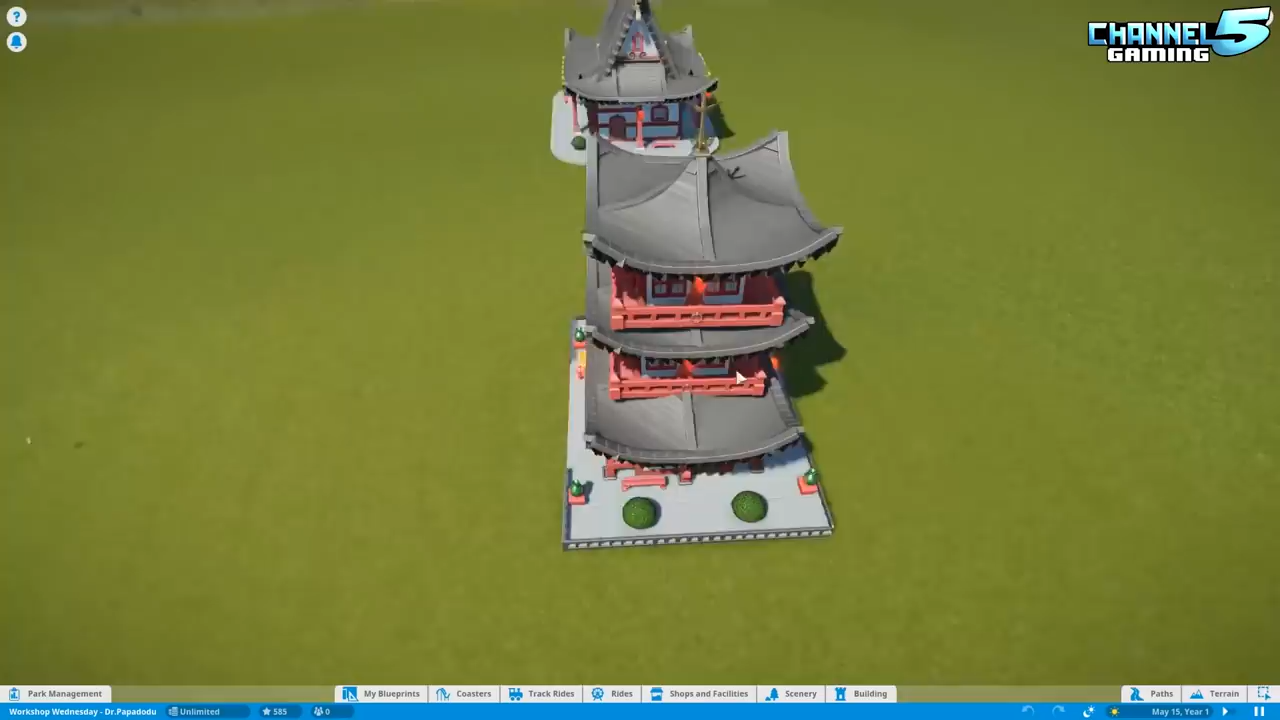 ?
CHANNEL 5
GAMING
Park Management
My Blueprints
Coasters
Track Rides
Rides
Shops and Facilities
Scenery
Building
Paths
Terrain
Workshop Wednesday - Dr.Papadodu
Unlimited
585
0
May 15, Year 1